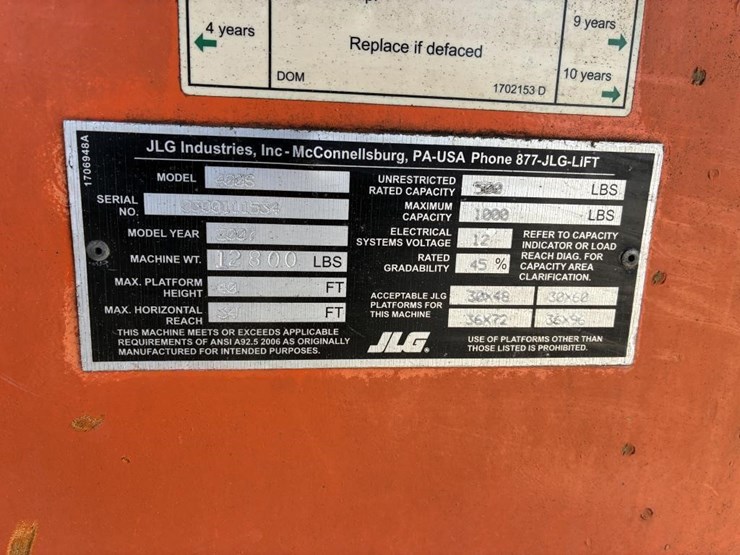 4 years
9 years
Replace if defaced
DOM
1702153 D
10 years
1706948A
JLG Industries, Inc - McConnellsburg, PA-USA Phone 877-JLG-LiFT
MODEL
SERIAL NO.
MODEL YEAR
MACHINE WT. 12800 LBS
MAX. PLATFORM HEIGHT FT
MAX. HORIZONTAL REACH FT
THIS MACHINE MEETS OR EXCEEDS APPLICABLE
REQUIREMENTS OF ANSI A92.5 2006 AS ORIGINALLY
MANUFACTURED FOR INTENDED PURPOSES.
UNRESTRICTED
RATED CAPACITY 500 LBS
MAXIMUM
CAPACITY 1000 LBS
ELECTRICAL
SYSTEMS VOLTAGE 12
RATED
GRADABILITY 45 %
REFER TO CAPACITY
INDICATOR OR LOAD
REACH DIAG. FOR
CAPACITY AREA
CLARIFICATION.
ACCEPTABLE JLG
PLATFORMS FOR
THIS MACHINE
30X48 30X60
36X72 36X96
JLG®
USE OF PLATFORMS OTHER THAN
THOSE LISTED IS PROHIBITED.